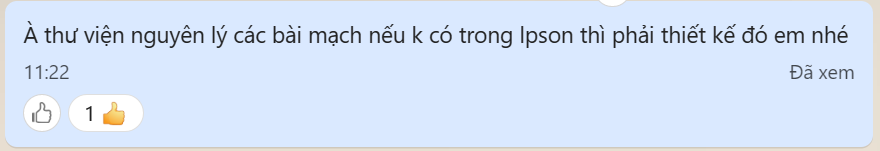 À thư viện nguyên lý các bài mạch nếu k có trong Ipson thì phải thiết kế đó em nhé
11:22
Đã xem
1